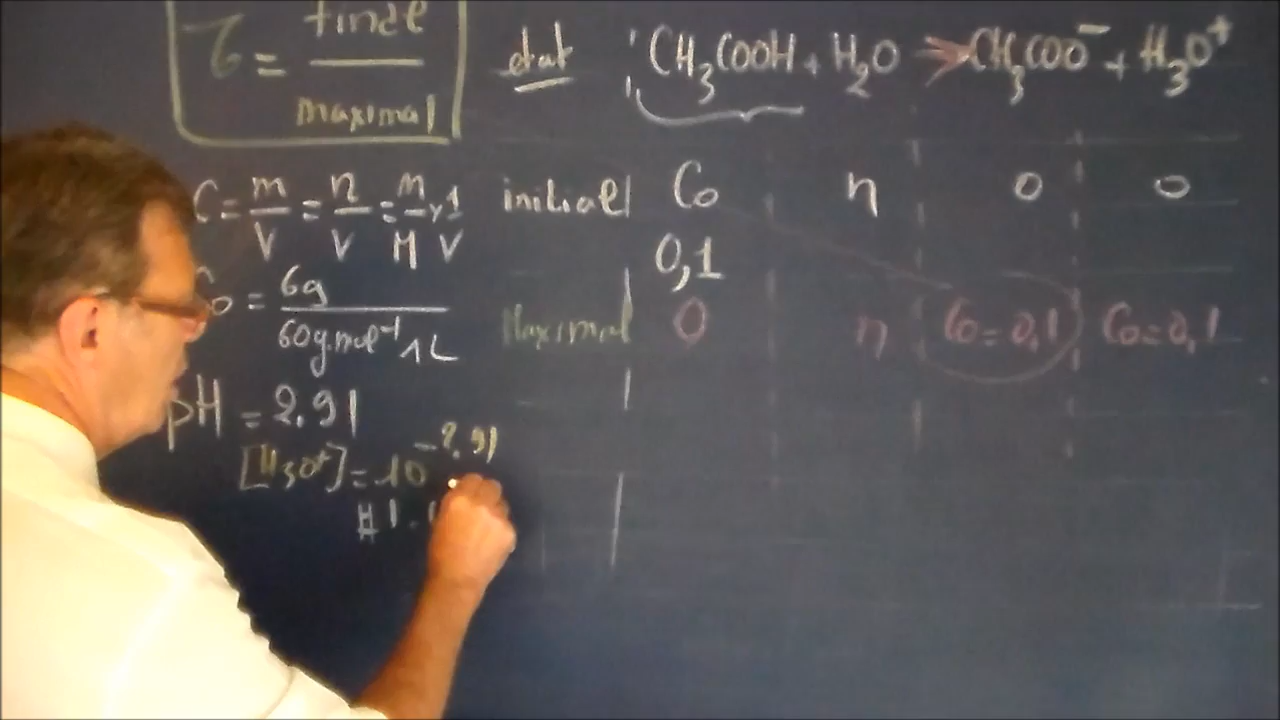 τ = final / maximal
état CH₃COOH + H₂O → CH₃COO⁻ + H₃O⁺
C = m/V = n/V = m/M × 1/V
initial C₀ n 0 0
0,1
= 6g / 60g.mol⁻¹ 1L
Maximal 0 n C₀=0,1 C₀=0,1
pH = 2,91
[H₃O⁺] = 10⁻²,⁹¹
# 1.